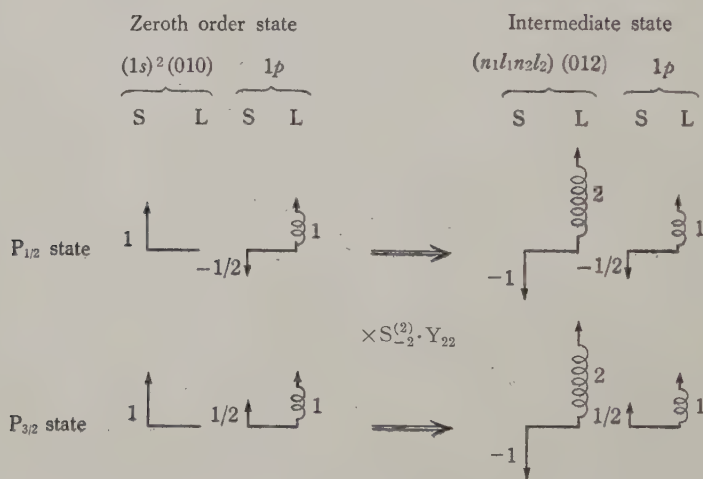 Zeroth order state Intermediate state
(1s)² (010) 1p (n₁l₁n₂l₂) (012) 1p
S L S L S L S L
P₁/₂ state 1 −1/2 1 −1 2 −1/2 1
×S₋₂⁽²⁾·Y₂₂
P₃/₂ state 1 1/2 1 −1 2 1/2 1